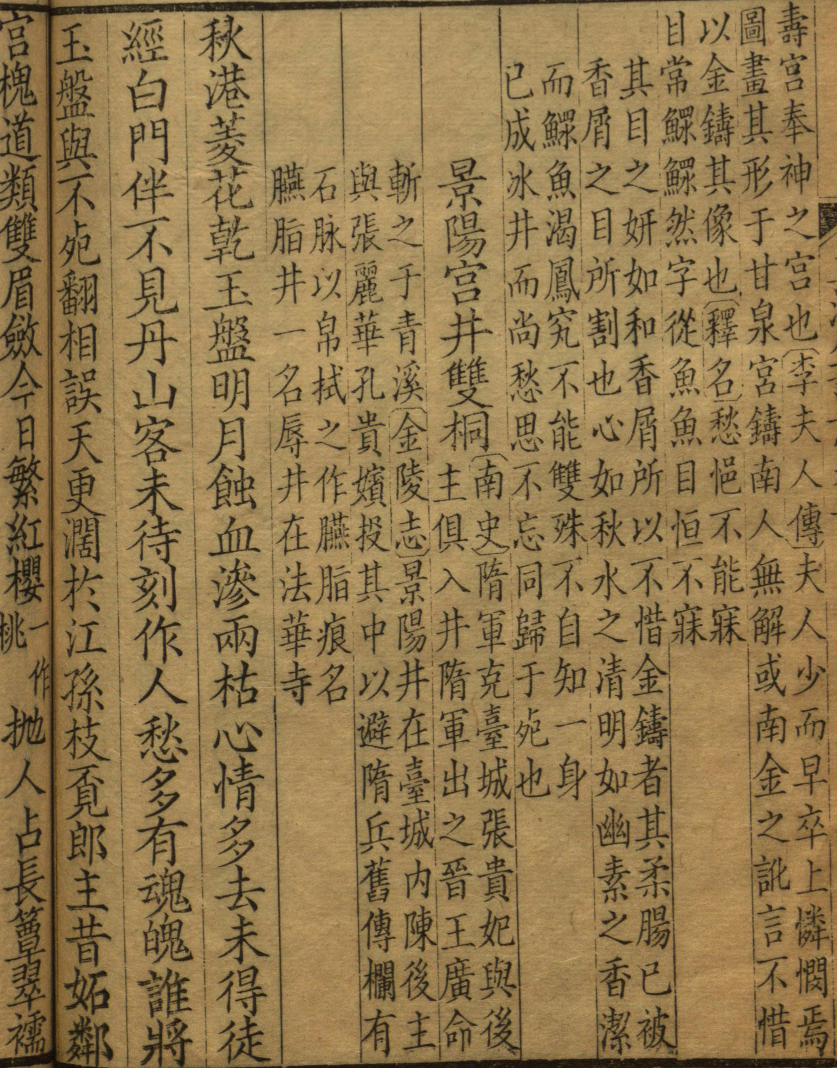 壽宮奉神之宮也李夫人傳夫人少而早卒上憐憫焉
圖畫其形于甘泉宮鑄南人無解或南金之訛言不惜
以金鑄其像也釋名愁悒不能寐
目常鰥鰥然字從魚魚目恒不寐
其目之妍如和香屑所以不惜金鑄者其柔腸已被
香屑之目所割也心如秋水之清明如幽素之香潔
而鰥魚渴鳳究不能雙殊不自知一身
已成冰井而尚愁思不忘同歸于死也
景陽宮井雙桐
南史隋軍克臺城張貴妃與後
主俱入井隋軍出之晉王廣命
斬之于青溪金陵志景陽井在臺城內陳後主
與張麗華孔貴嬪投其中以避隋兵舊傳欄有
石脉以帛拭之作臙脂痕名
臙脂井一名辱井在法華寺
秋港菱花乾玉盤明月蝕血滲兩枯心情多去未得徒
經白門伴不見丹山客未待刻作人愁多有魂魄誰將
玉盤與不死翻相誤天更濶於江孫枝覔郎主昔妬鄰
宮槐道類雙眉斂今日繁紅櫻
一作
桃
抛人占長簟翠襦